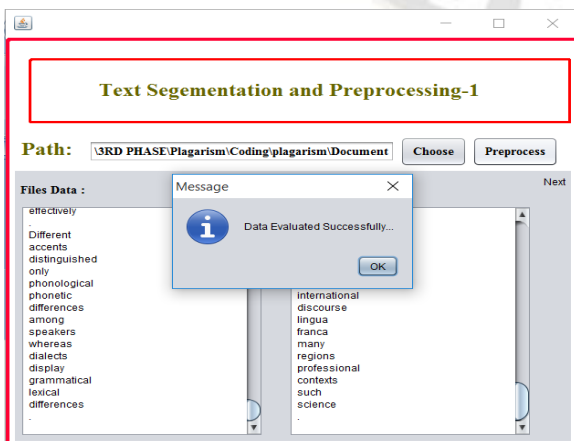 Text Segementation and Preprocessing-1
Path: \3RD PHASE\Plagarism\Coding\plagarism\Document Choose Preprocess
Files Data :
Next
effectively
.
Different
accents
distinguished
only
phonological
phonetic
differences
among
speakers
whereas
dialects
display
grammatical
lexical
differences
.
Message
Data Evaluated Successfully...
OK
international
discourse
lingua
franca
many
regions
professional
contexts
such
science
.